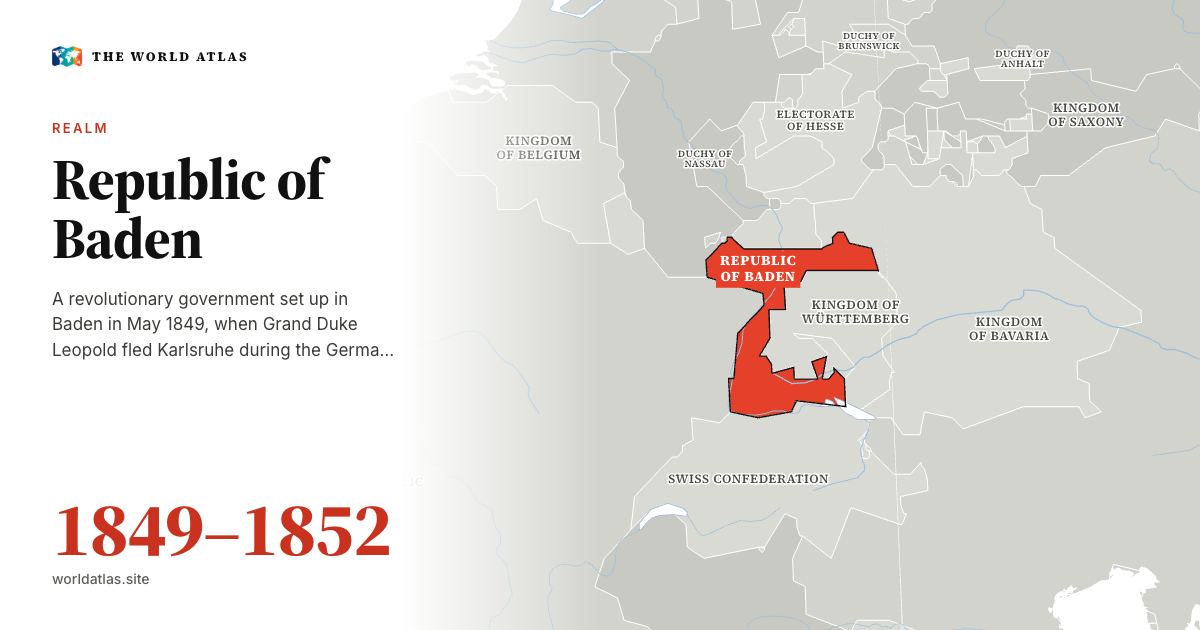 THE WORLD ATLAS
REALM
Republic of
Baden
A revolutionary government set up in
Baden in May 1849, when Grand Duke
Leopold fled Karlsruhe during the Germa...
1849–1852
worldatlas.site
DUCHY OF
BRUNSWICK
DUCHY OF
ANHALT
ELECTORATE
OF HESSE
KINGDOM
OF SAXONY
KINGDOM
OF BELGIUM
DUCHY OF
NASSAU
REPUBLIC
OF BADEN
KINGDOM OF
WÜRTTEMBERG
KINGDOM
OF BAVARIA
SWISS CONFEDERATION